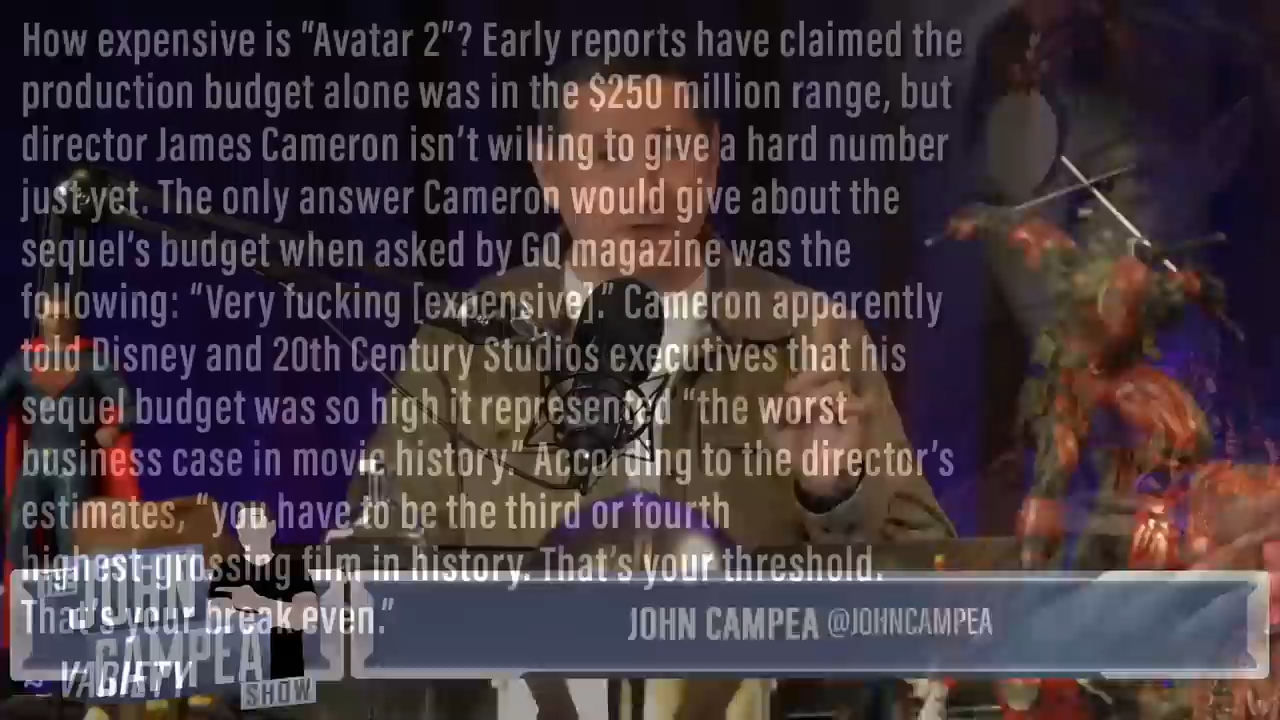 How expensive is “Avatar 2”? Early reports have claimed the
production budget alone was in the $250 million range, but
director James Cameron isn’t willing to give a hard number
just yet. The only answer Cameron would give about the
sequel’s budget when asked by GQ magazine was the
following: “Very fucking [expensive].” Cameron apparently
told Disney and 20th Century Studios executives that his
sequel budget was so high it represented “the worst
business case in movie history.” According to the director’s
estimates, “you have to be the third or fourth
highest-grossing film in history. That’s your threshold.
That’s your break even.”
~ VARIETY
THE
JOHN
CAMPEA
SHOW
JOHN CAMPEA @JOHNCAMPEA